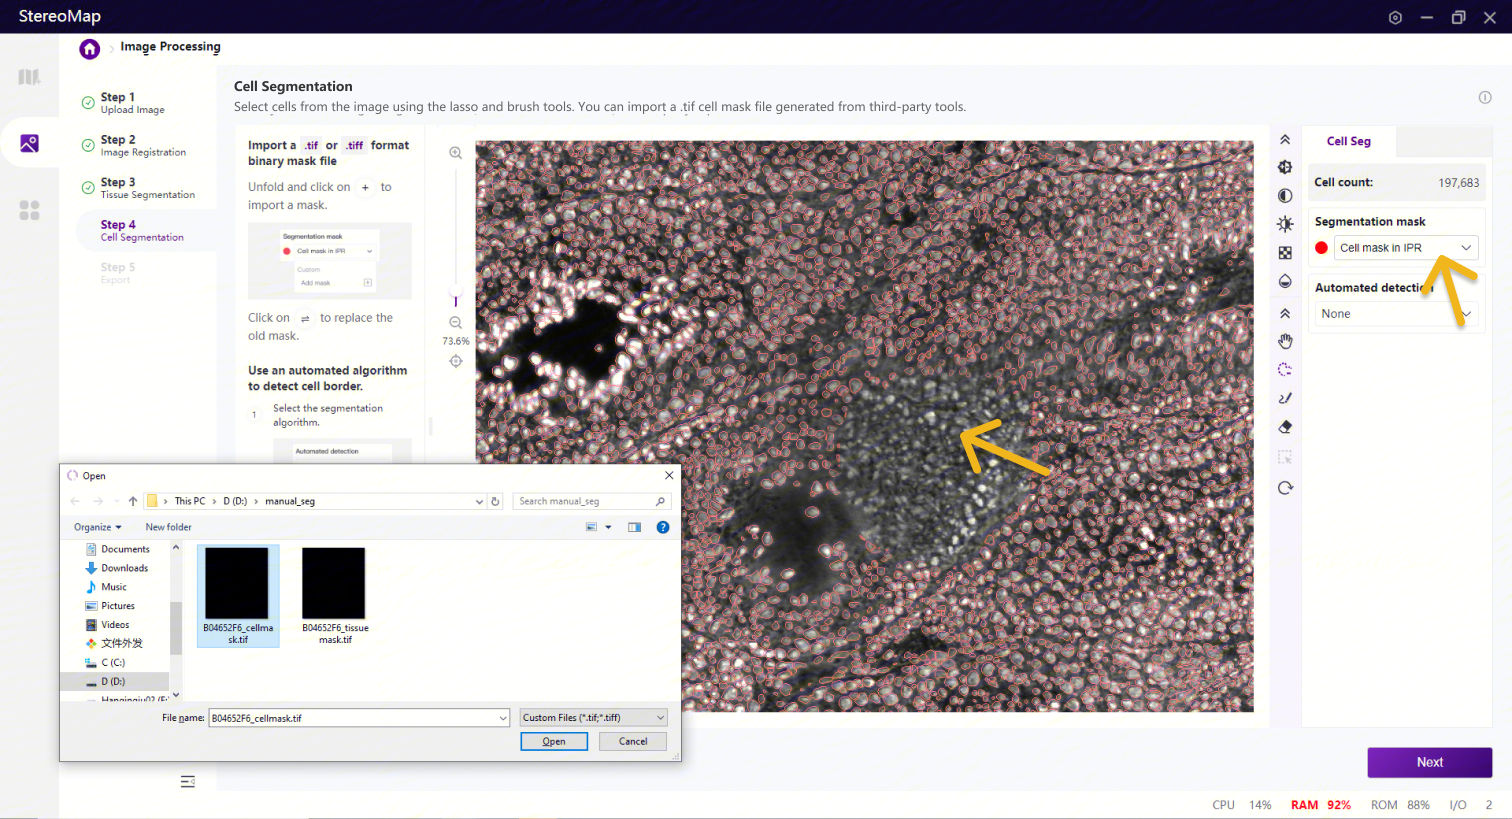 StereoMap
Image Processing
Step 1
Upload Image
Step 2
Image Registration
Step 3
Tissue Segmentation
Step 4
Cell Segmentation
Step 5
Export
Cell Segmentation
Select cells from the image using the lasso and brush tools. You can import a .tif cell mask file generated from third-party tools.
Import a .tif or .tiff format
binary mask file
Unfold and click on + to
import a mask.
Segmentation mask
Cell mask in IPR
Custom
Add mask
Click on ⇌ to replace the
old mask.
Use an automated algorithm
to detect cell border.
1 Select the segmentation
algorithm.
Automated detection
73.6%
Cell Seg
Cell count: 197,683
Segmentation mask
Cell mask in IPR
Automated detection
None
Open
This PC › D (D:) › manual_seg
Search manual_seg
Organize
New folder
Documents
Downloads
Music
Pictures
Videos
文件外发
C (C:)
D (D:)
B04652F6_cellma
sk.tif
B04652F6_tissue
mask.tif
File name: B04652F6_cellmask.tif
Custom Files (*.tif;*.tiff)
Open
Cancel
Next
CPU 14% RAM 92% ROM 88% I/O 2